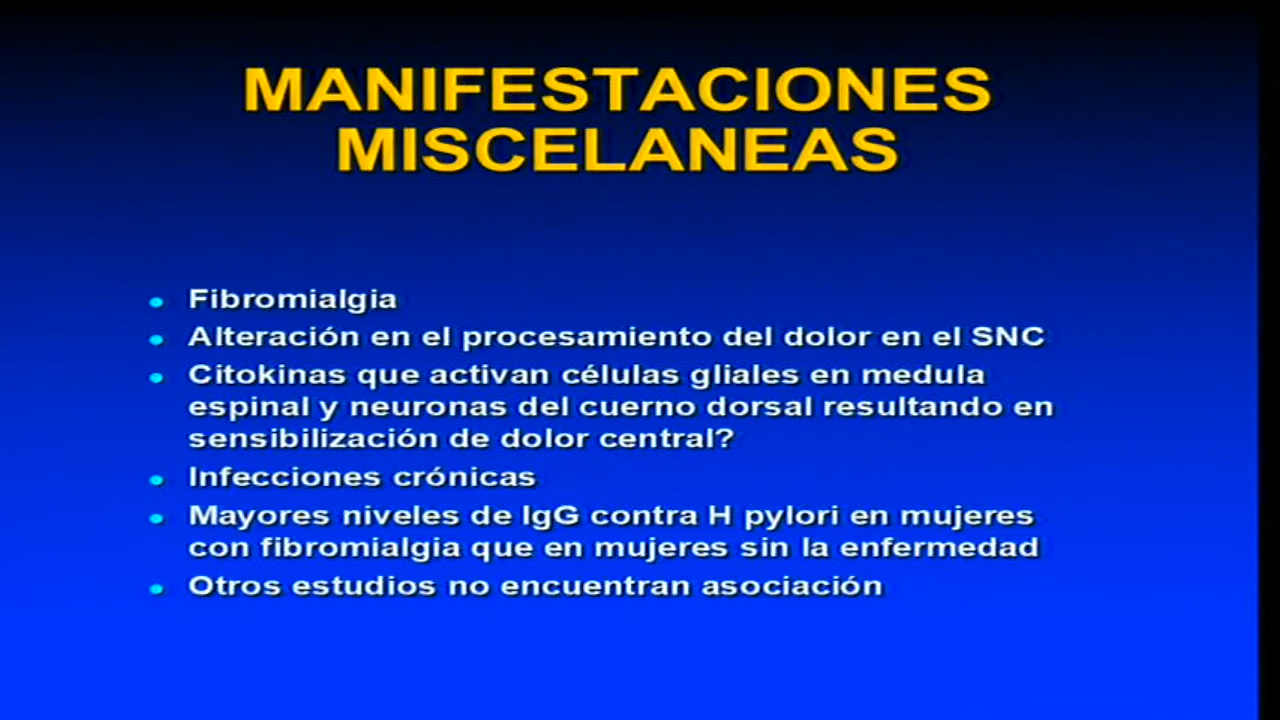 MANIFESTACIONES
MISCELANEAS
Fibromialgia
Alteración en el procesamiento del dolor en el SNC
Citokinas que activan células gliales en medula
espinal y neuronas del cuerno dorsal resultando en
sensibilización de dolor central?
Infecciones crónicas
Mayores niveles de IgG contra H pylori en mujeres
con fibromialgia que en mujeres sin la enfermedad
Otros estudios no encuentran asociación